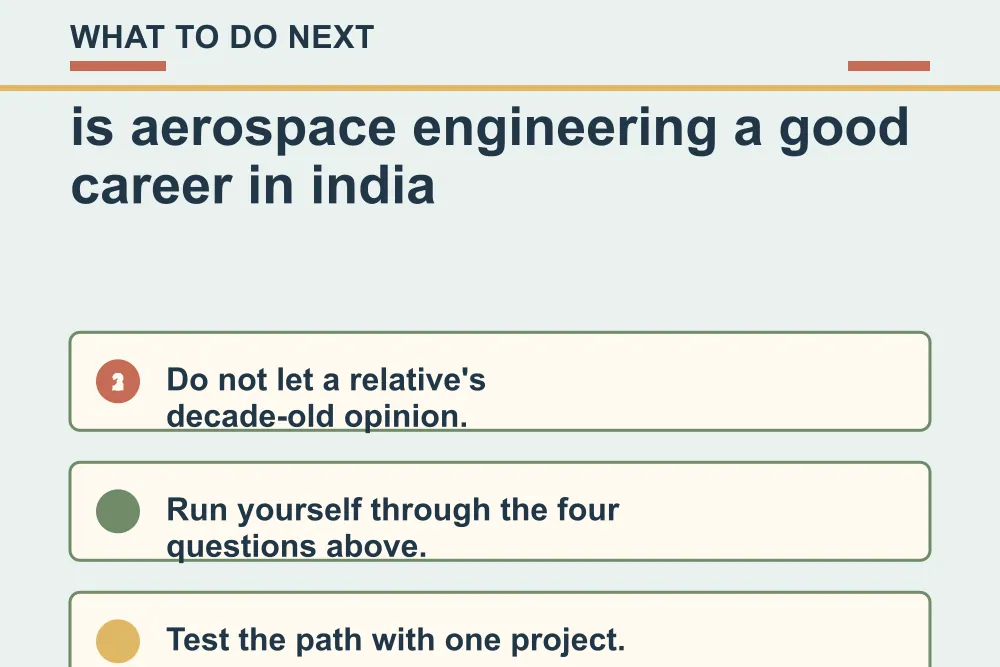 WHAT TO DO NEXT
is aerospace engineering a good
career in india
Do not let a relative's
decade-old opinion.
Run yourself through the four
questions above.
Test the path with one project.